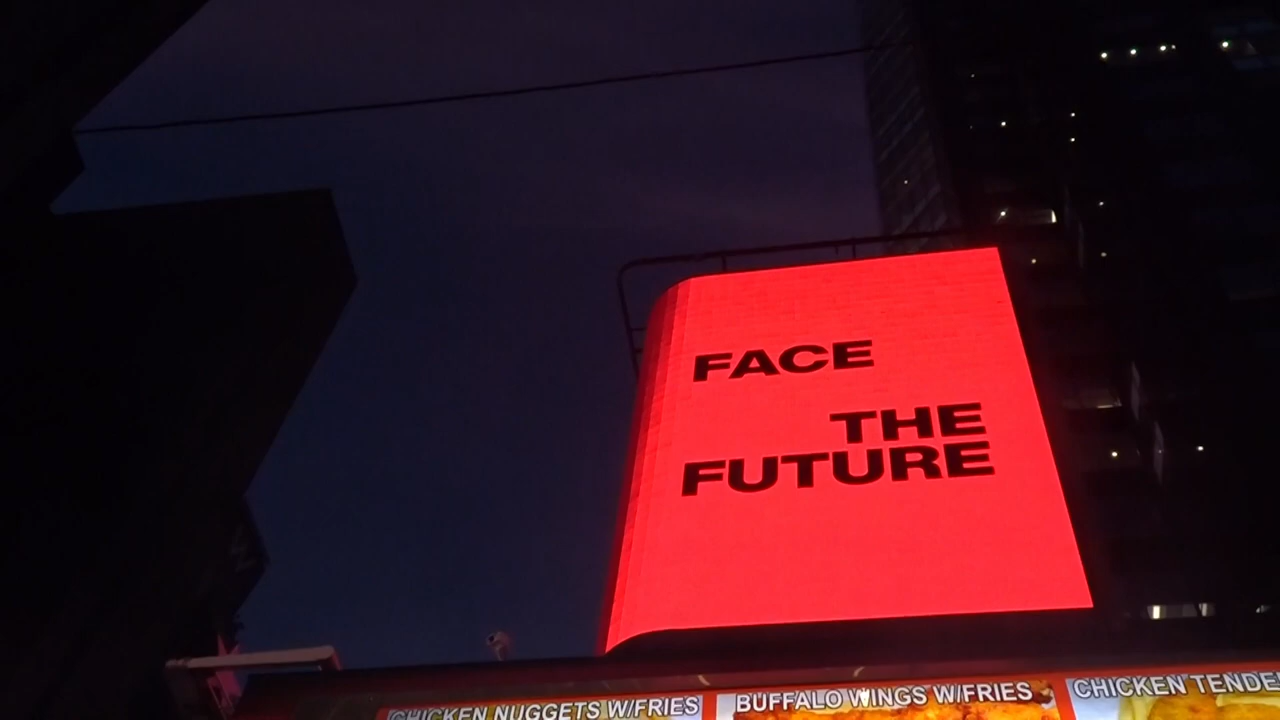 FACE
THE
FUTURE
CHICKEN NUGGETS W/FRIES
BUFFALO WINGS W/FRIES
CHICKEN TENDE